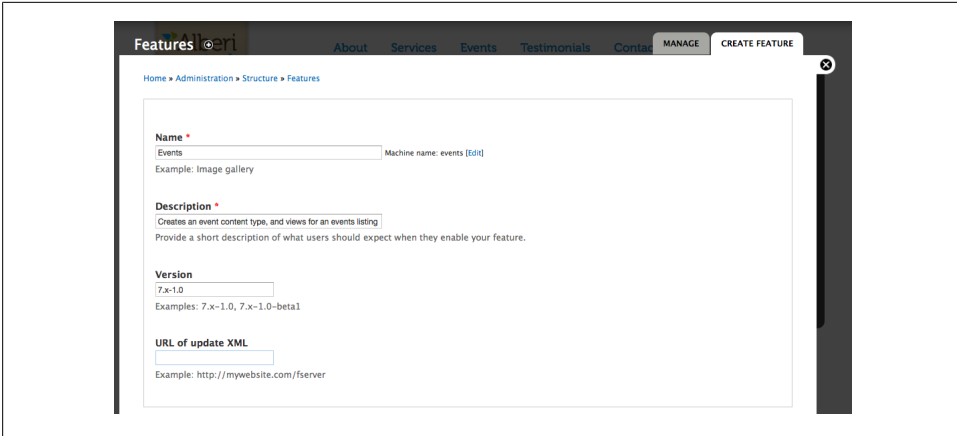 Features
Alberi
About Services Events Testimonials Contac
MANAGE CREATE FEATURE
Home » Administration » Structure » Features
Name *
Events Machine name: events [Edit]
Example: Image gallery
Description *
Creates an event content type, and views for an events listing
Provide a short description of what users should expect when they enable your feature.
Version
7.x-1.0
Examples: 7.x-1.0, 7.x-1.0-beta1
URL of update XML
Example: http://mywebsite.com/fserver